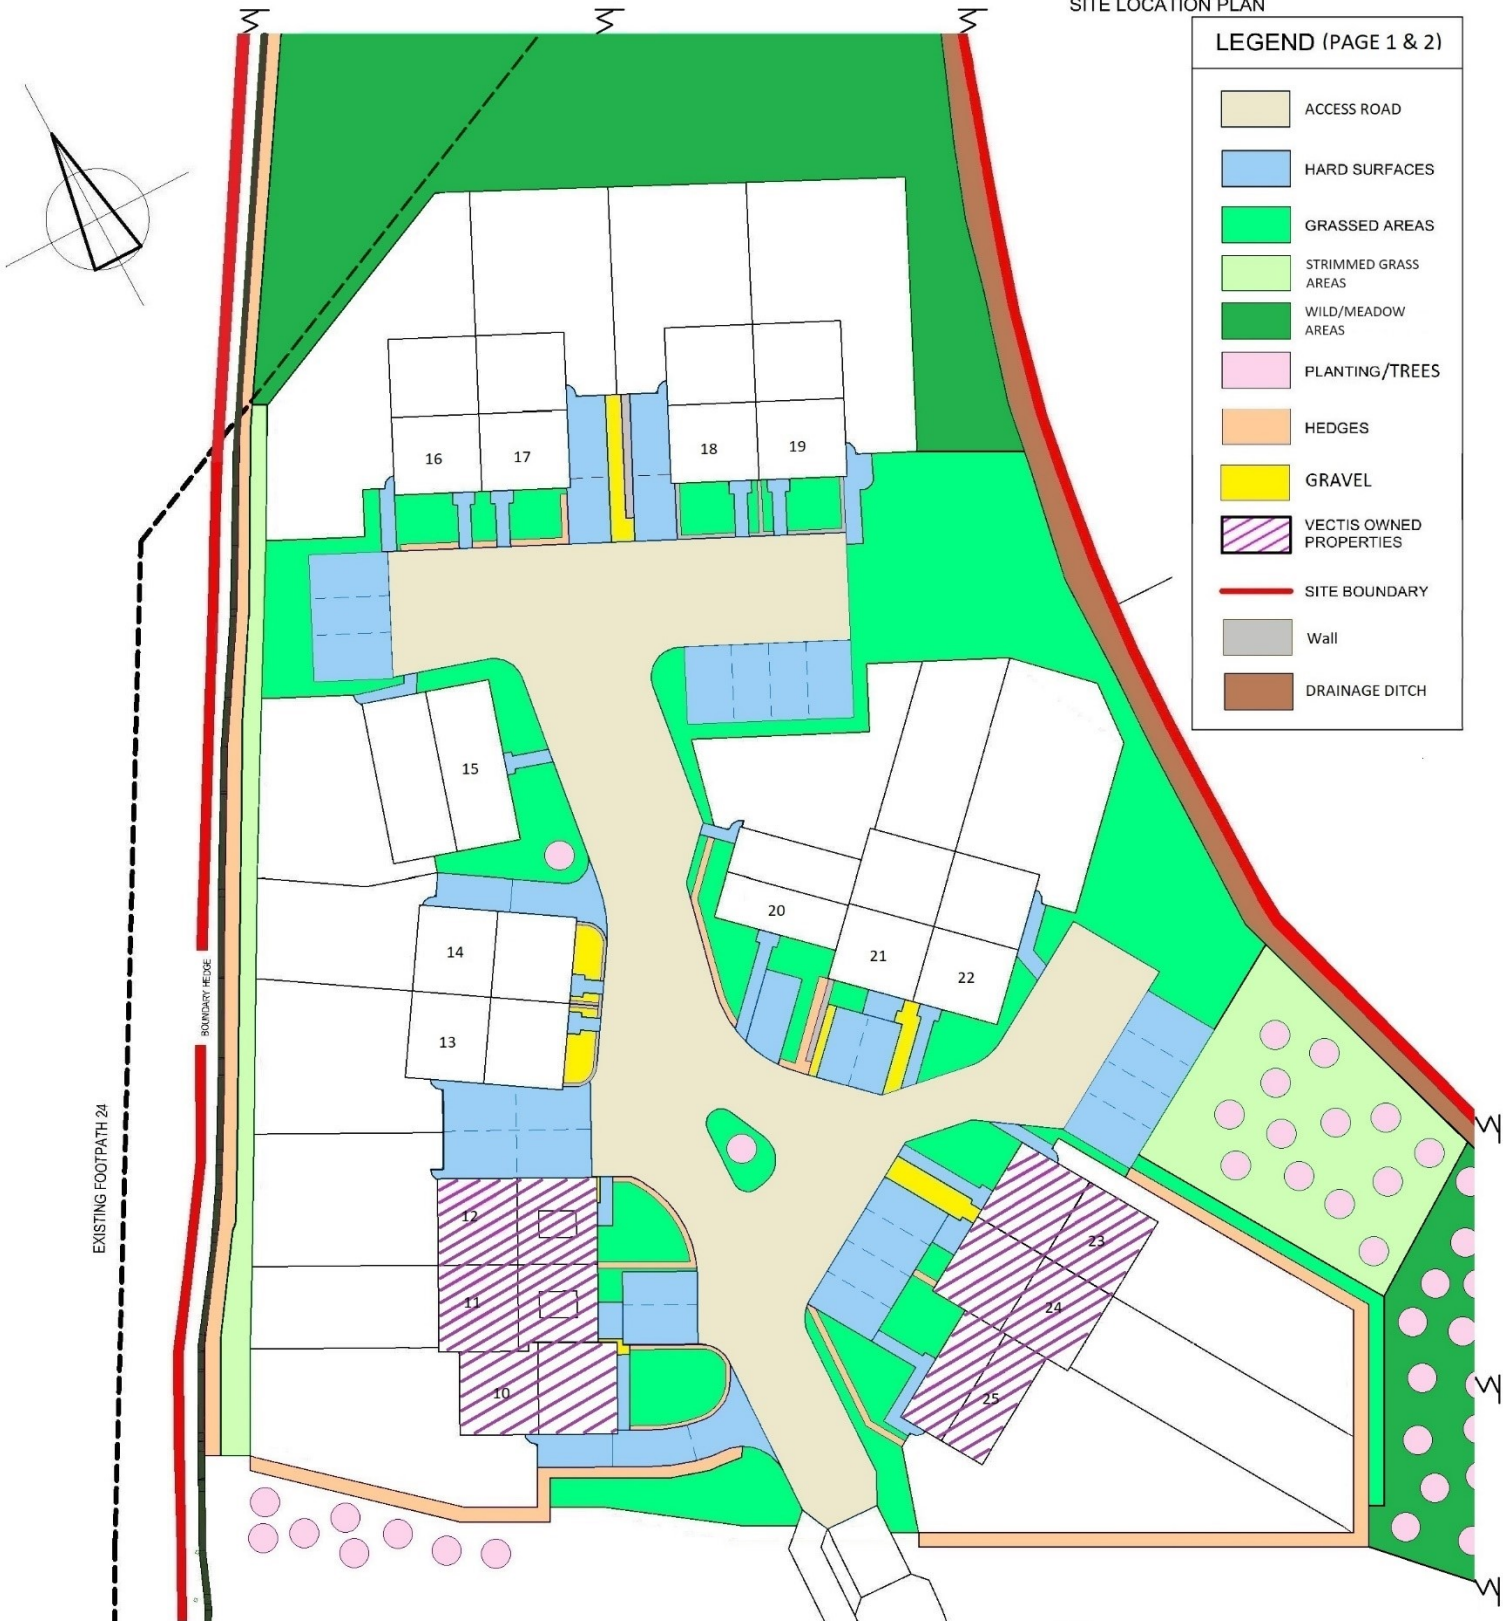 SITE LOCATION PLAN
LEGEND (PAGE 1 & 2)
ACCESS ROAD
HARD SURFACES
GRASSED AREAS
STRIMMED GRASS
AREAS
WILD/MEADOW
AREAS
PLANTING/TREES
HEDGES
GRAVEL
VECTIS OWNED
PROPERTIES
SITE BOUNDARY
Wall
DRAINAGE DITCH
16
17
18
19
15
20
21
22
14
13
BOUNDARY HEDGE
EXISTING FOOTPATH 24
12
11
10
23
24
25